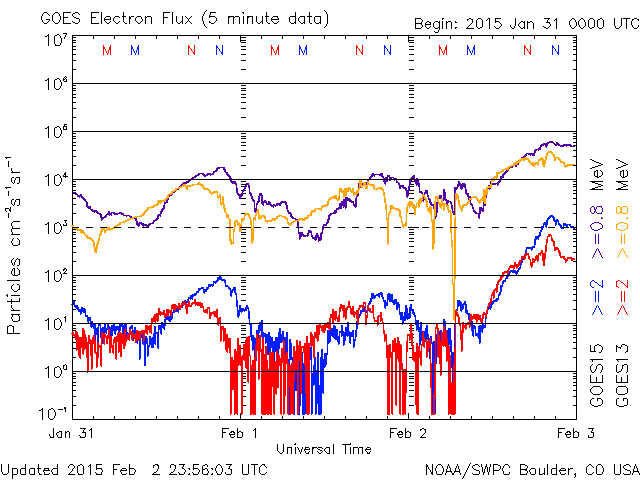 GOES Electron Flux (5 minute data)
Begin: 2015 Jan 31 0000 UTC
10⁷
M M N N M M N N M M N N
10⁶
10⁵
10⁴
10³
10²
10¹
10⁰
10⁻¹
Particles cm⁻²s⁻¹sr⁻¹
Jan 31 Feb 1 Feb 2 Feb 3
Universal Time
GOES15 >=2 >=0.8 MeV
GOES13 >=2 >=0.8 MeV
Updated 2015 Feb 2 23:56:03 UTC
NOAA/SWPC Boulder, CO USA